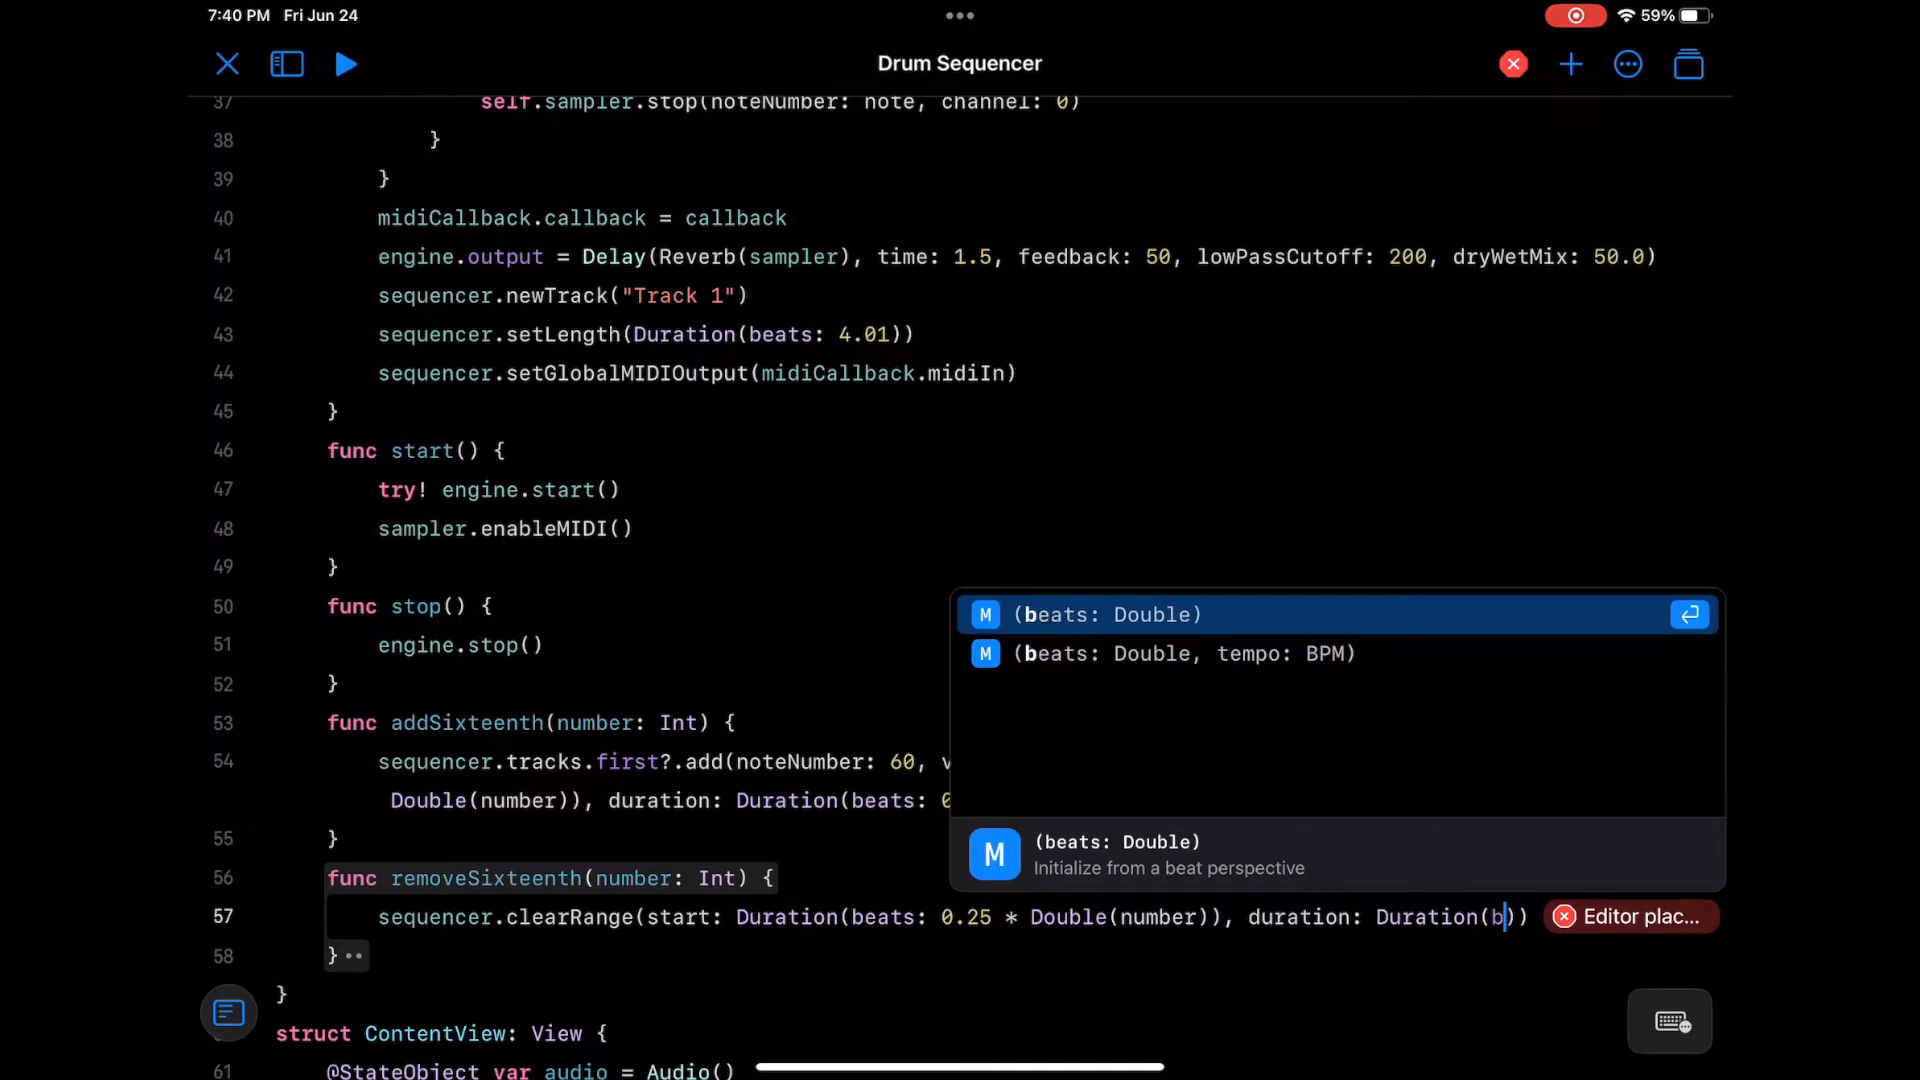 7:40 PM Fri Jun 24
59%
Drum Sequencer
37 self.sampler.stop(noteNumber: note, channel: 0)
38 }
39 }
40 midiCallback.callback = callback
41 engine.output = Delay(Reverb(sampler), time: 1.5, feedback: 50, lowPassCutoff: 200, dryWetMix: 50.0)
42 sequencer.newTrack("Track 1")
43 sequencer.setLength(Duration(beats: 4.01))
44 sequencer.setGlobalMIDIOutput(midiCallback.midiIn)
45 }
46 func start() {
47 try! engine.start()
48 sampler.enableMIDI()
49 }
50 func stop() {
51 engine.stop()
52 }
53 func addSixteenth(number: Int) {
54 sequencer.tracks.first?.add(noteNumber: 60, v
Double(number)), duration: Duration(beats: 0
55 }
56 func removeSixteenth(number: Int) {
57 sequencer.clearRange(start: Duration(beats: 0.25 * Double(number)), duration: Duration(b)) Editor plac...
58 }
}
struct ContentView: View {
61 @StateObject var audio = Audio()
M (beats: Double)
M (beats: Double, tempo: BPM)
M (beats: Double)
Initialize from a beat perspective